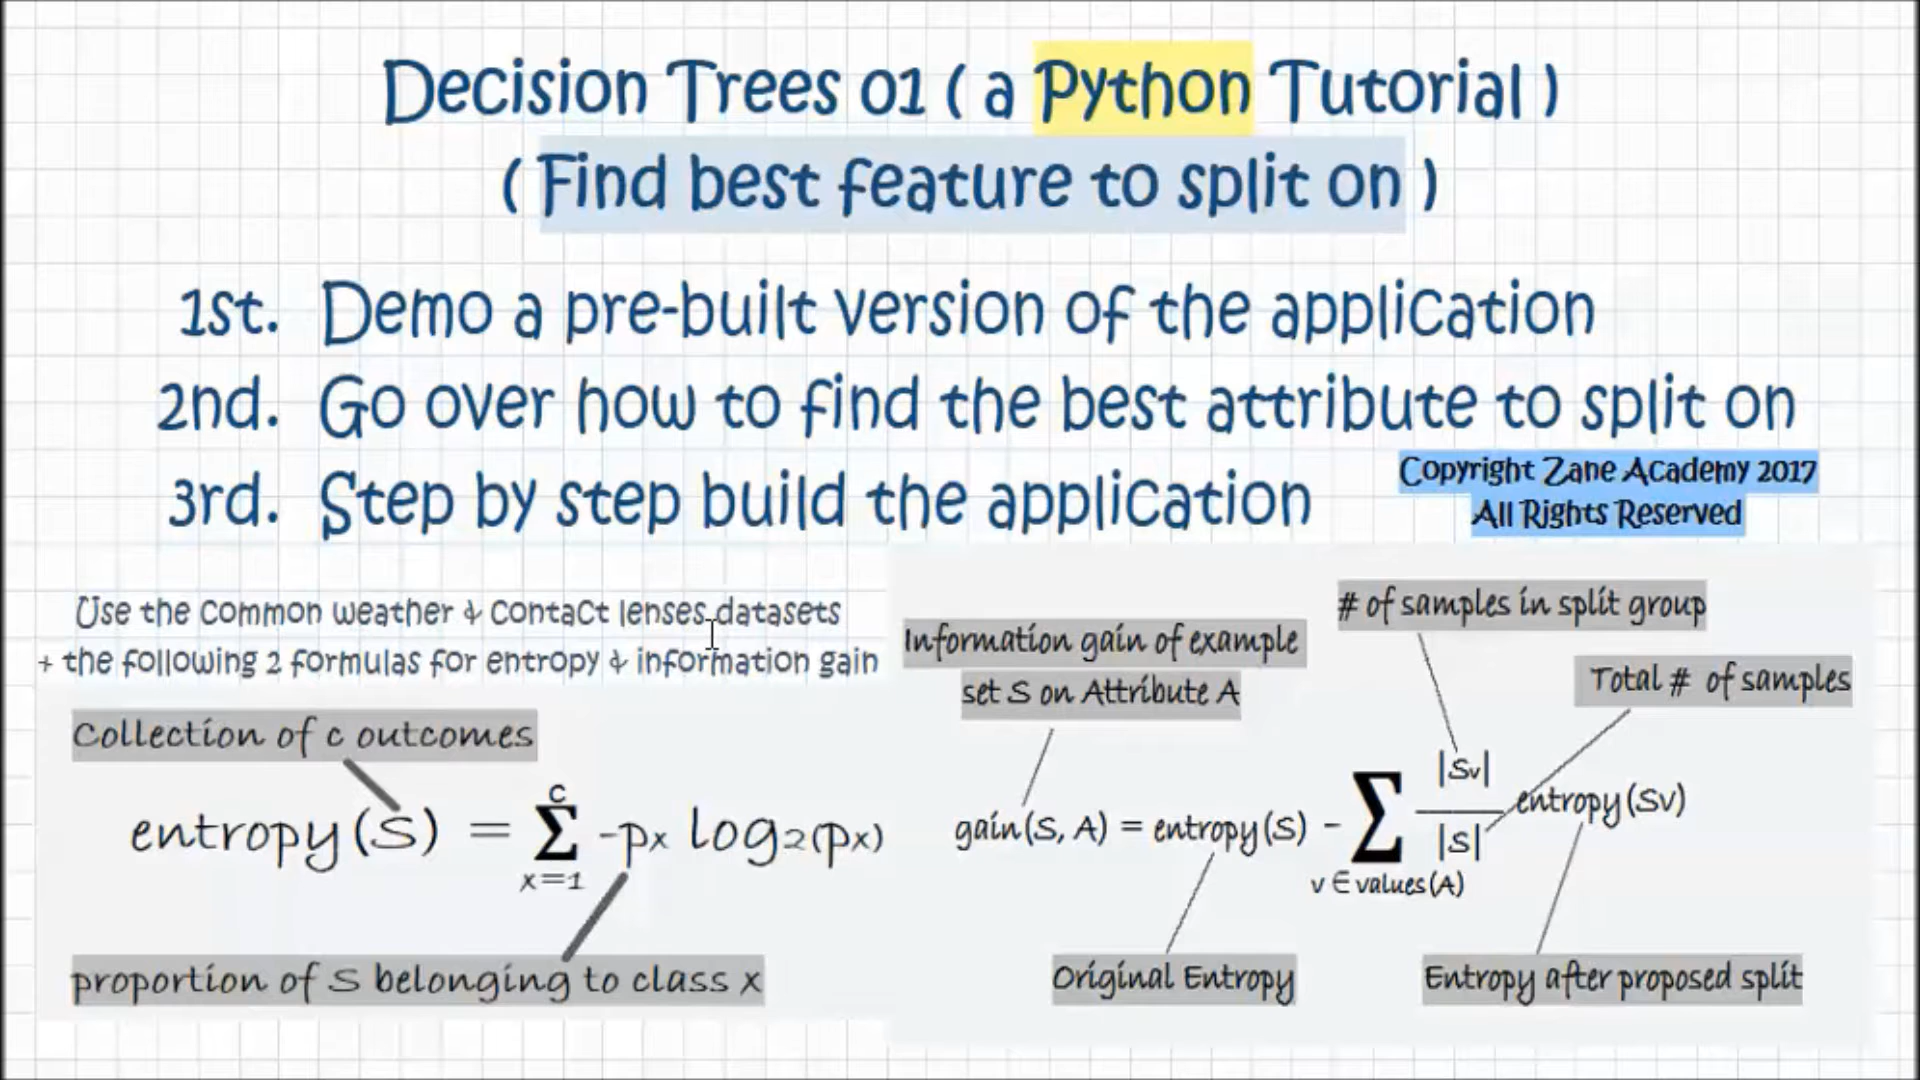 Decision Trees 01 ( a Python Tutorial )
( Find best feature to split on )
1st. Demo a pre-built version of the application
2nd. Go over how to find the best attribute to split on
3rd. Step by step build the application
Copyright Zane Academy 2017
All Rights Reserved
Use the common weather & contact lenses datasets
+ the following 2 formulas for entropy & information gain
Collection of c outcomes
entropy(S) = c Σ x=1 -px log2(px)
proportion of S belonging to class x
Information gain of example
set S on Attribute A
# of samples in split group
Total # of samples
gain(S, A) = entropy(S) - Σ v ∈ values(A) |Sv| / |S| entropy(Sv)
Original Entropy
Entropy after proposed split